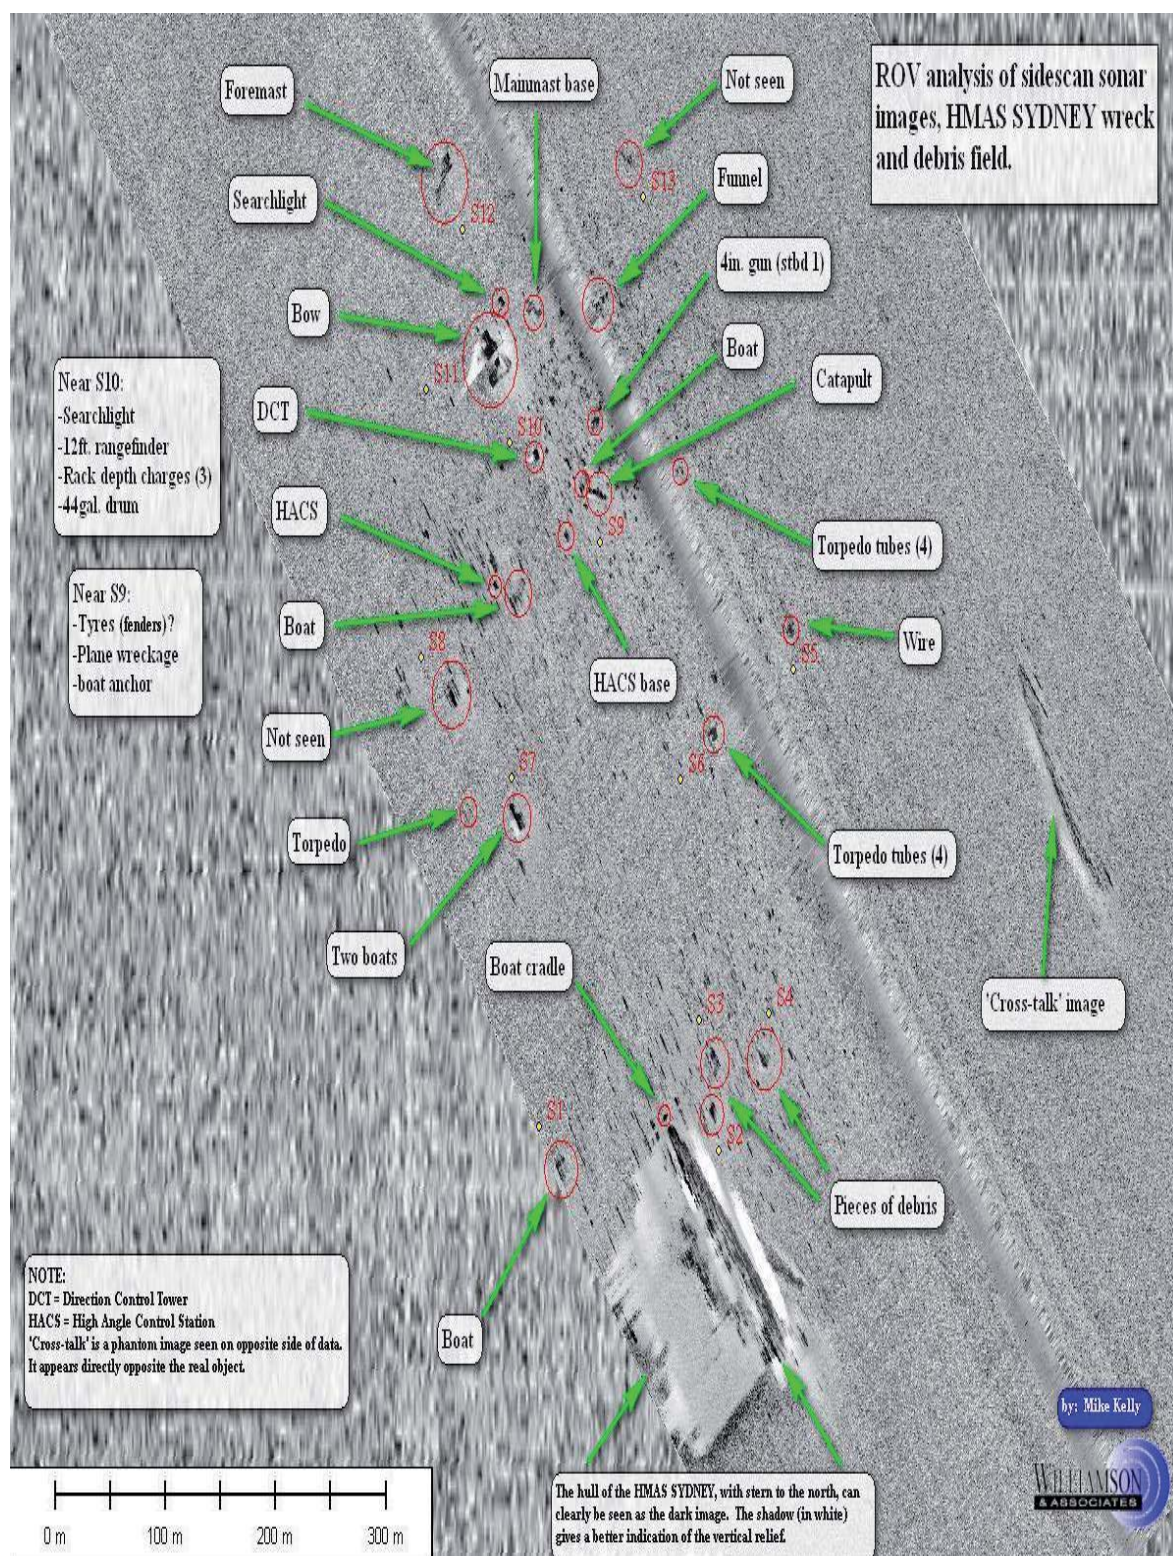 ROV analysis of sidescan sonar
images, HMAS SYDNEY wreck
and debris field.
Foremast
Mainmast base
Not seen
Searchlight
Funnel
S13
S12
4in. gun (stbd 1)
Bow
Boat
Catapult
S11
Near S10:
-Searchlight
-12ft. rangefinder
-Rack depth charges (3)
-44gal. drum
DCT
S10
HACS
S9
Torpedo tubes (4)
Near S9:
-Tyres (fenders)?
-Plane wreckage
-boat anchor
Boat
S8
HACS base
Wire
S5
Not seen
S7
S6
Torpedo
Torpedo tubes (4)
Two boats
Boat cradle
'Cross-talk' image
S3
S4
S1
S2
Pieces of debris
Boat
NOTE:
DCT = Direction Control Tower
HACS = High Angle Control Station
'Cross-talk' is a phantom image seen on opposite side of data.
It appears directly opposite the real object.
by: Mike Kelly
WILLIAMSON
& ASSOCIATES
The hull of the HMAS SYDNEY, with stern to the north, can
clearly be seen as the dark image. The shadow (in white)
gives a better indication of the vertical relief.
0 m 100 m 200 m 300 m